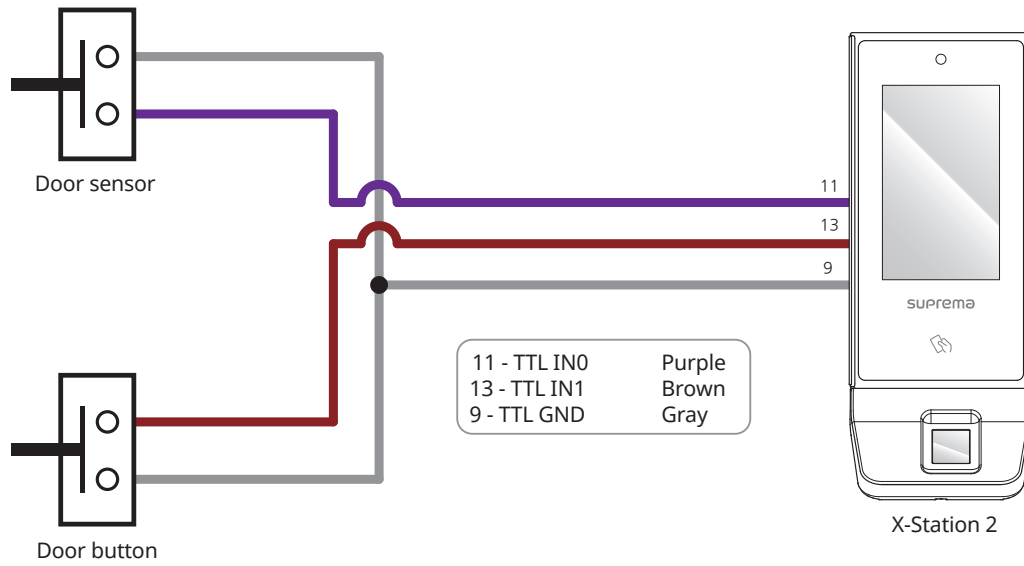 Door sensor
11
13
9
suprema
11 - TTL IN0 Purple
13 - TTL IN1 Brown
9 - TTL GND Gray
X-Station 2
Door button